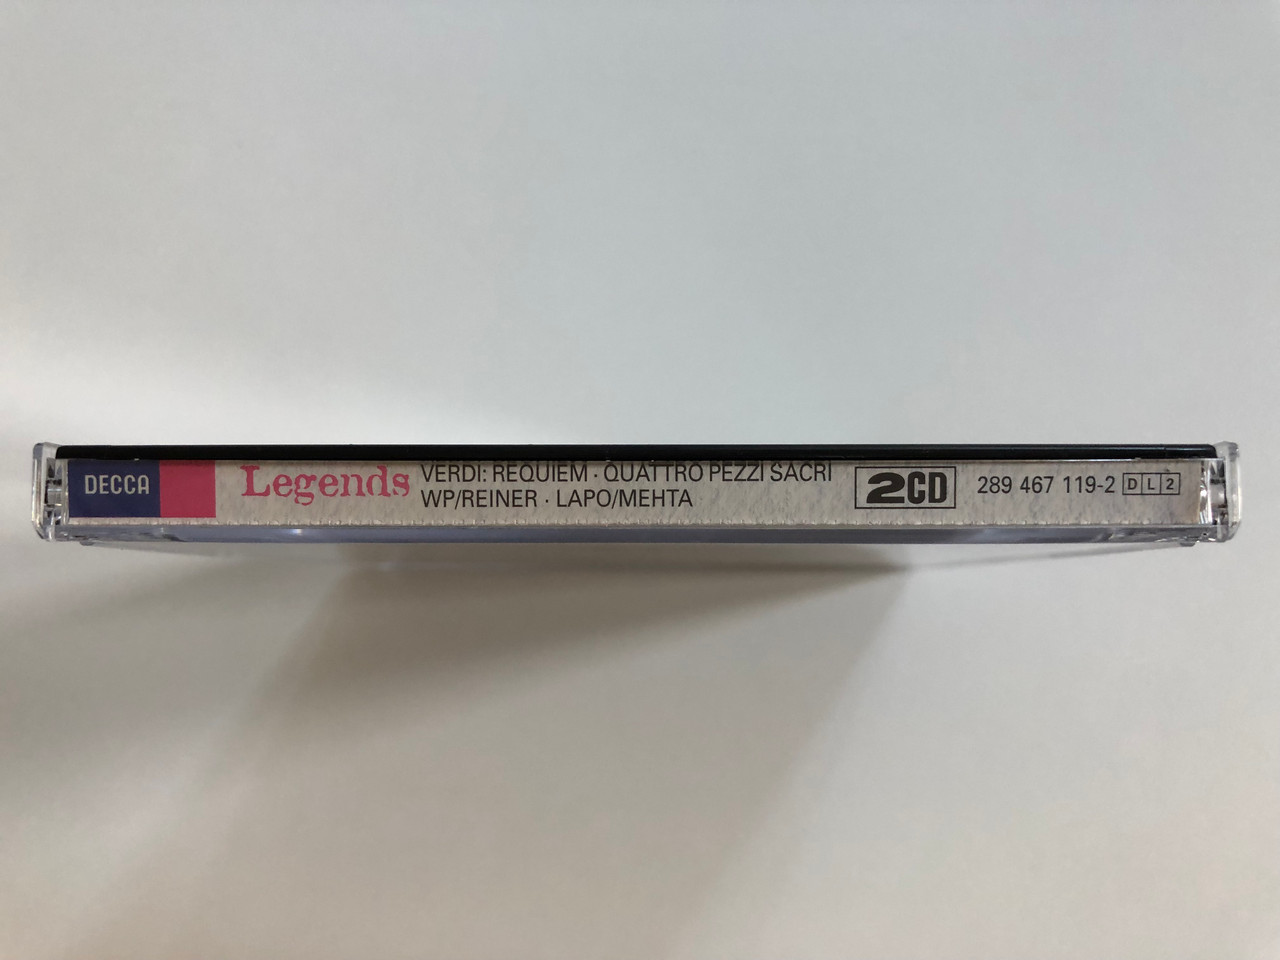 DECCA
Legends
VERDI: REQUIEM · QUATTRO PEZZI SACRI
WP/REINER · LAPO/MEHTA
2CD
289 467 119-2 DL2